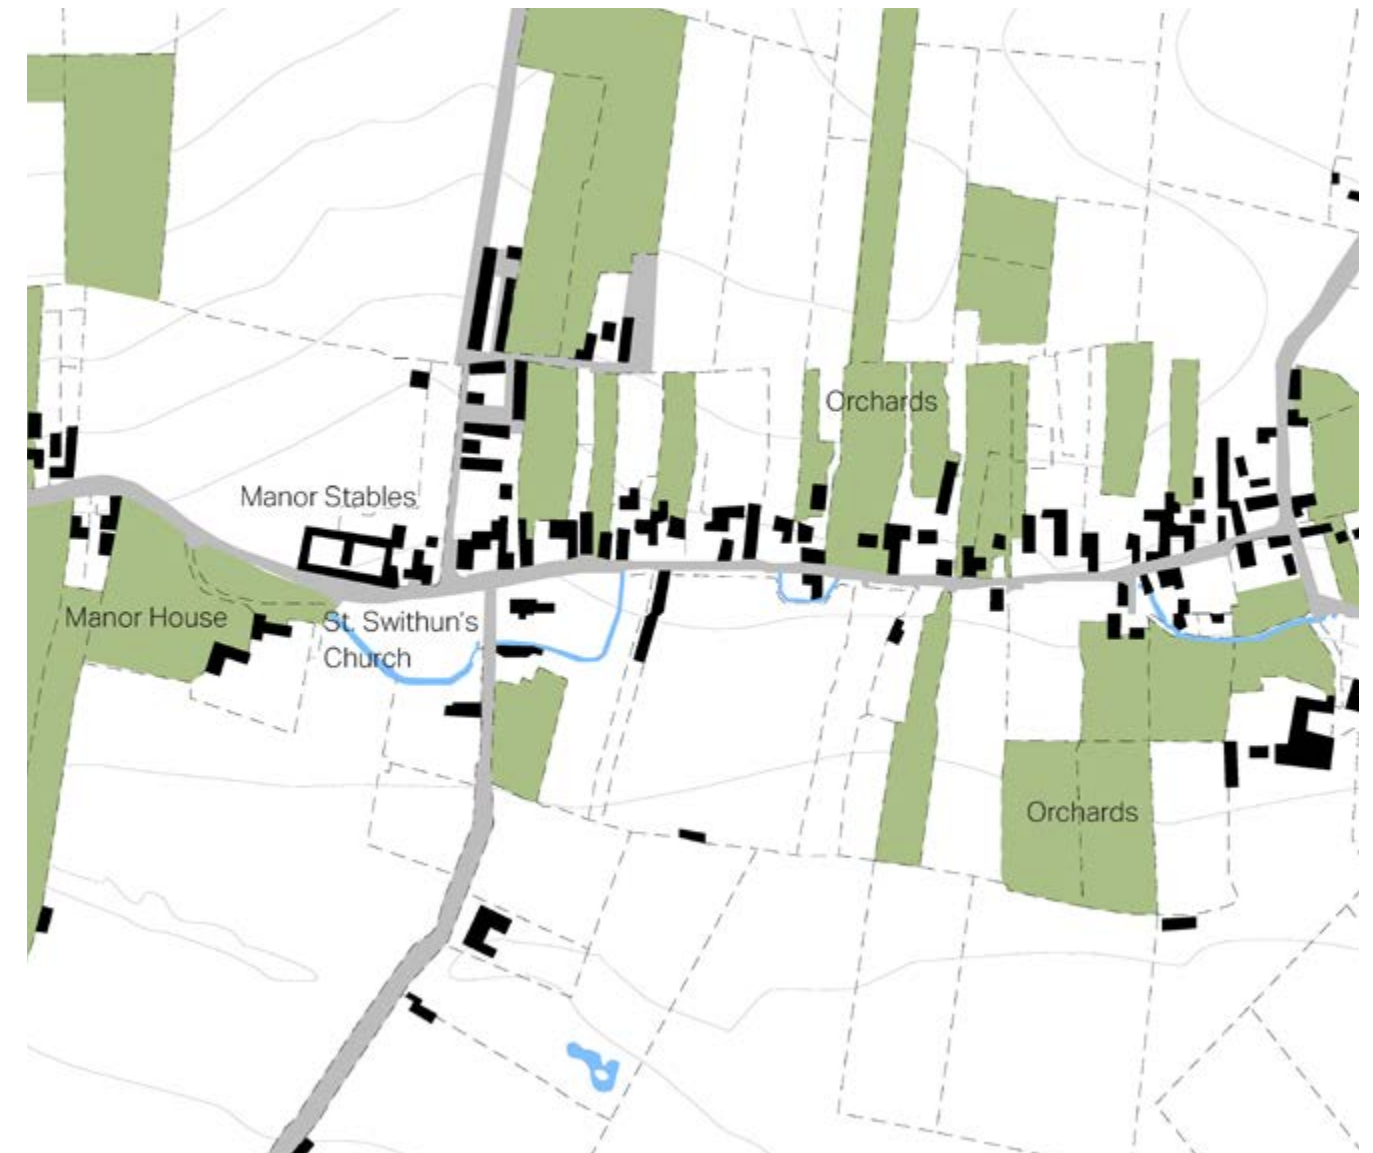 Orchards
Manor Stables
Manor House
St. Swithun's
Church
Orchards